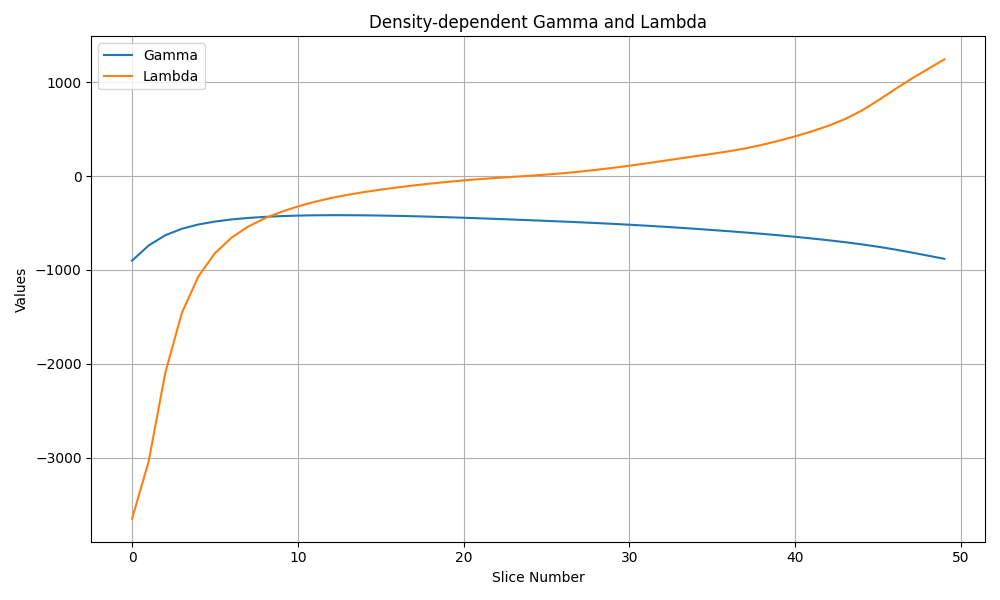 Density-dependent Gamma and Lambda
Gamma
Lambda
1000
0
−1000
−2000
−3000
Values
0 10 20 30 40 50
Slice Number